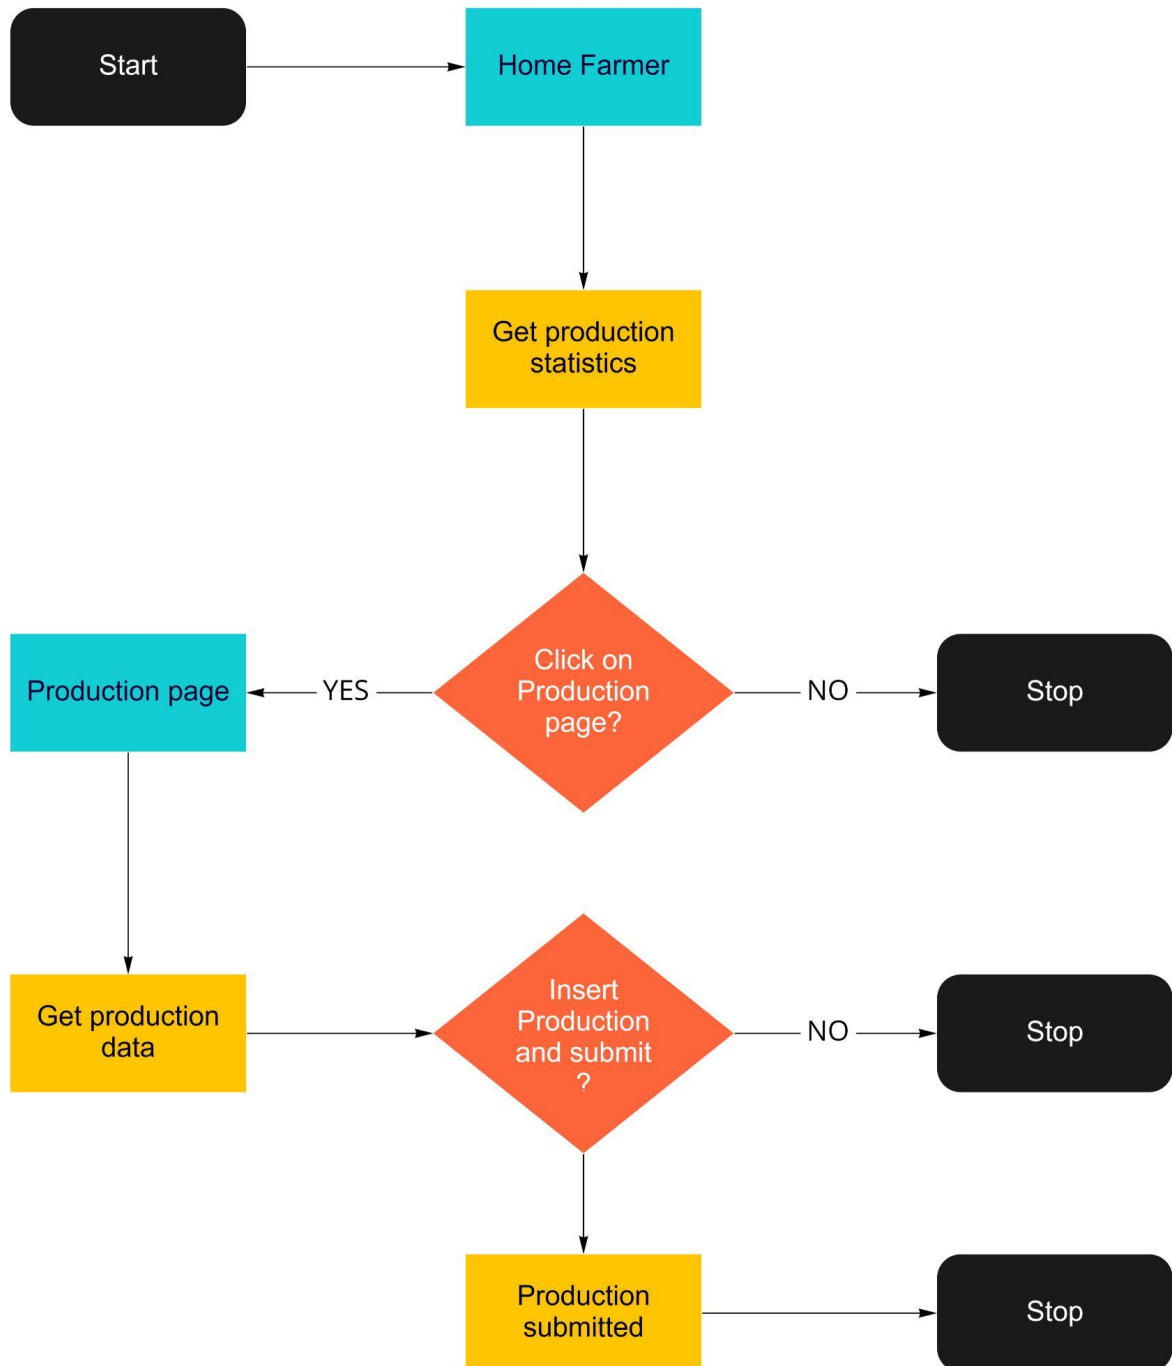 Start
Home Farmer
Get production
statistics
Click on
Production
page?
YES
NO
Production page
Stop
Get production
data
Insert
Production
and submit
?
NO
Stop
Production
submitted
Stop